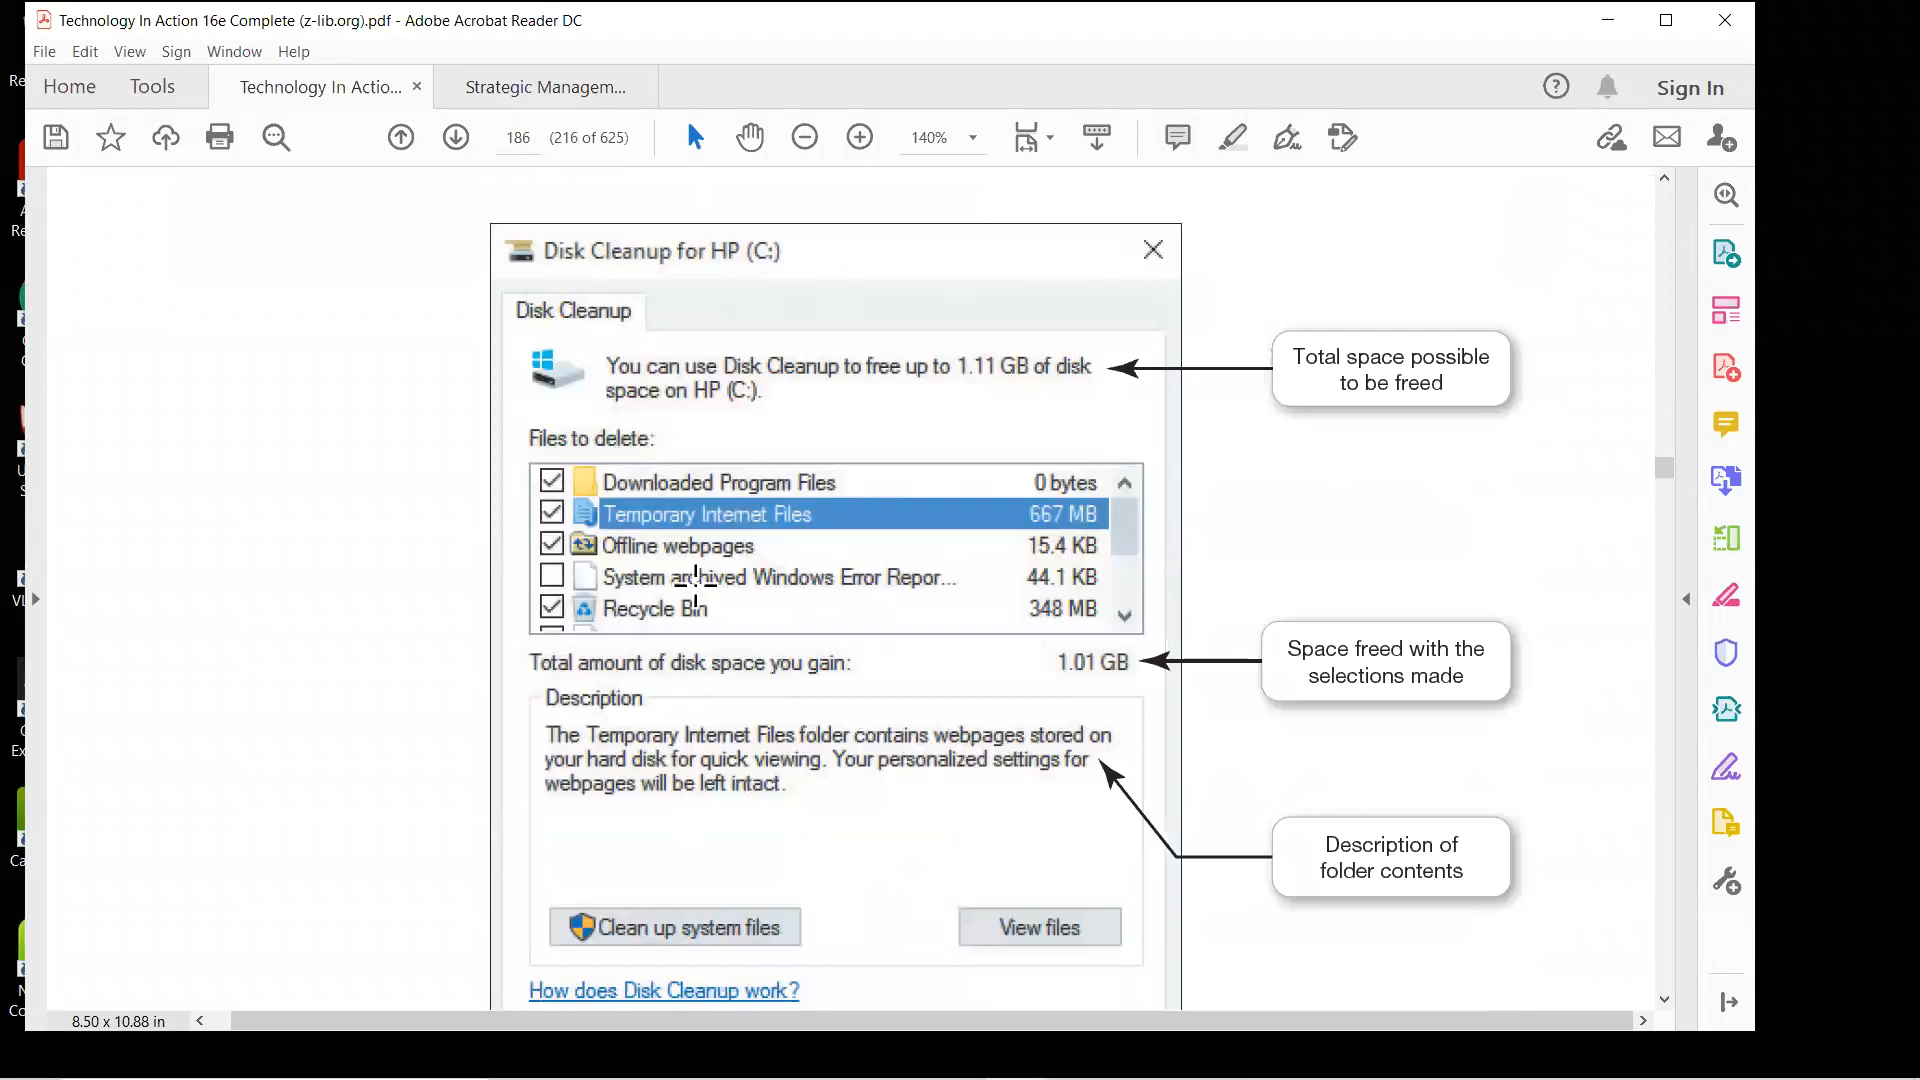 Technology In Action 16e Complete (z-lib.org).pdf - Adobe Acrobat Reader DC
File Edit View Sign Window Help
Home Tools Technology In Actio... × Strategic Managem... Sign In
186 (216 of 625) 140%
Disk Cleanup for HP (C:)
Disk Cleanup
You can use Disk Cleanup to free up to 1.11 GB of disk
space on HP (C:).
Total space possible
to be freed
Files to delete:
Downloaded Program Files 0 bytes
Temporary Internet Files 667 MB
Offline webpages 15.4 KB
System archived Windows Error Repor... 44.1 KB
Recycle Bin 348 MB
Total amount of disk space you gain: 1.01 GB
Space freed with the
selections made
Description
The Temporary Internet Files folder contains webpages stored on
your hard disk for quick viewing. Your personalized settings for
webpages will be left intact.
Description of
folder contents
Clean up system files View files
How does Disk Cleanup work?
8.50 x 10.88 in